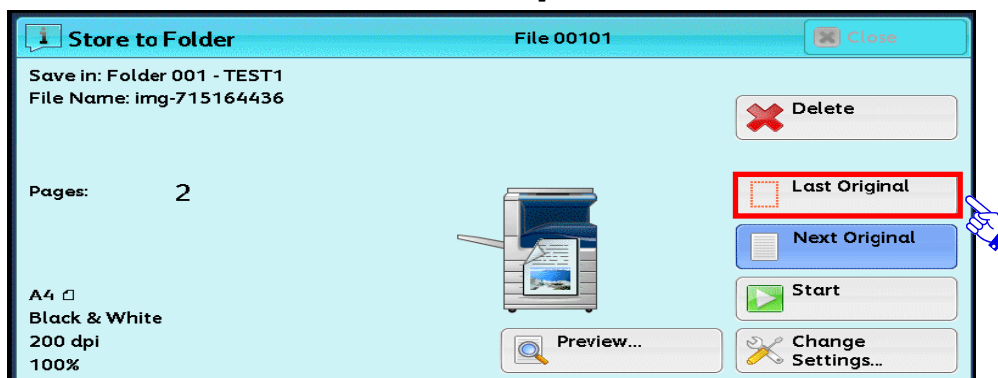 Store to Folder
File 00101
Close
Save in: Folder 001 - TEST1
File Name: img-715164436
Delete
Pages: 2
Last Original
Next Original
A4
Start
Black & White
200 dpi
Preview...
Change
Settings...
100%